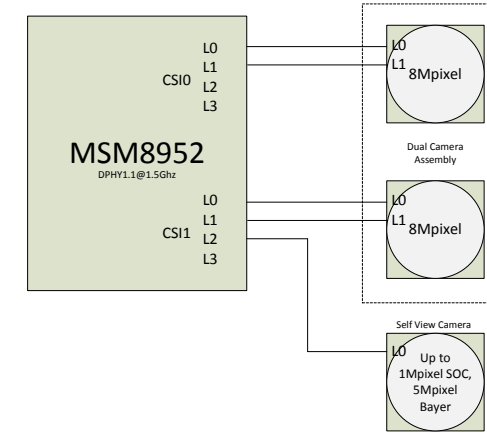 L0
L1
CSI0
L2
L3
MSM8952
DPHY1.1@1.5Ghz
L0
L1
CSI1
L2
L3
L0
L1
8Mpixel
Dual Camera
Assembly
L0
L1
8Mpixel
Self View Camera
L0
Up to
1Mpixel SOC,
5Mpixel
Bayer